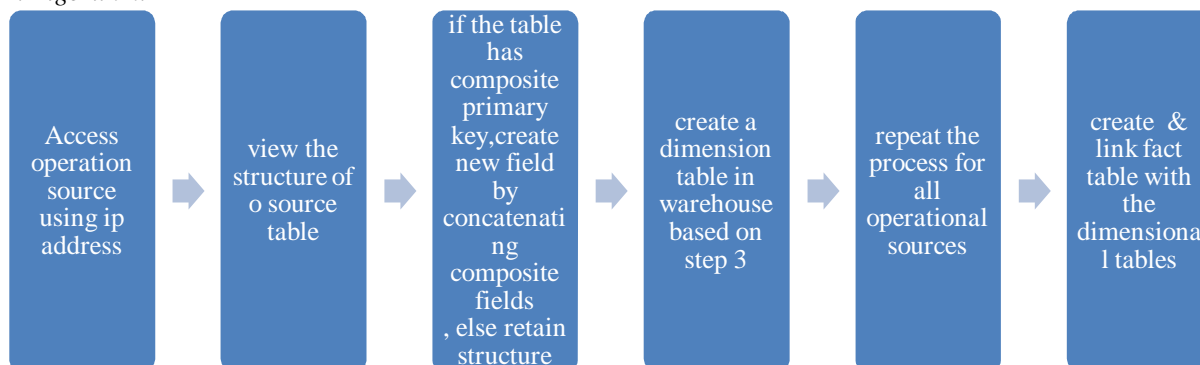 Access
operation
source
using ip
address
view the
structure of
o source
table
if the table
has
composite
primary
key,create
new field
by
concatenati
ng
composite
fields
, else retain
structure
create a
dimension
table in
warehouse
based on
step 3
repeat the
process for
all
operational
sources
create & 
link fact
table with
the
dimensiona
l tables